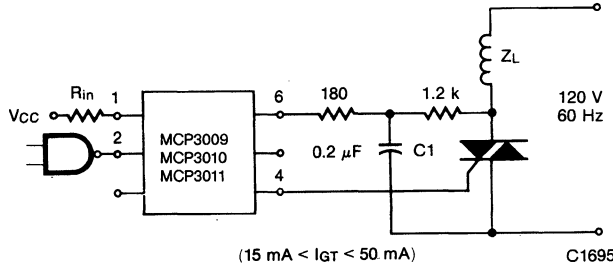 Rin
VCC
1
2
MCP3009
MCP3010
MCP3011
6
4
180
1.2 k
0.2 μF
C1
ZL
120 V
60 Hz
(15 mA < IGT < 50 mA)
C1695